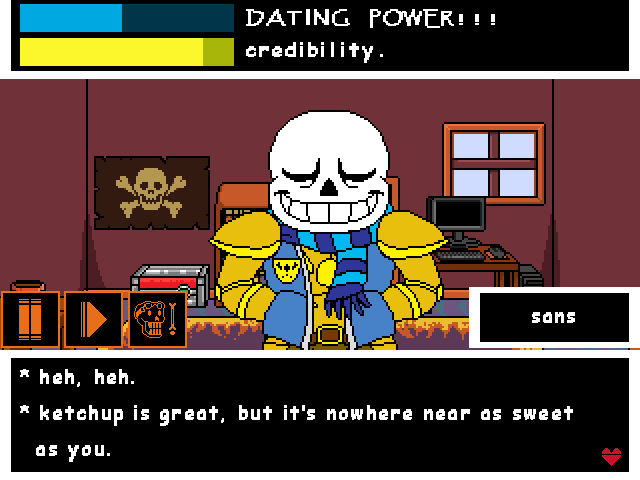 DATING POWER!!!
credibility.
sans
* heh, heh.
* ketchup is great, but it's nowhere near as sweet
as you.